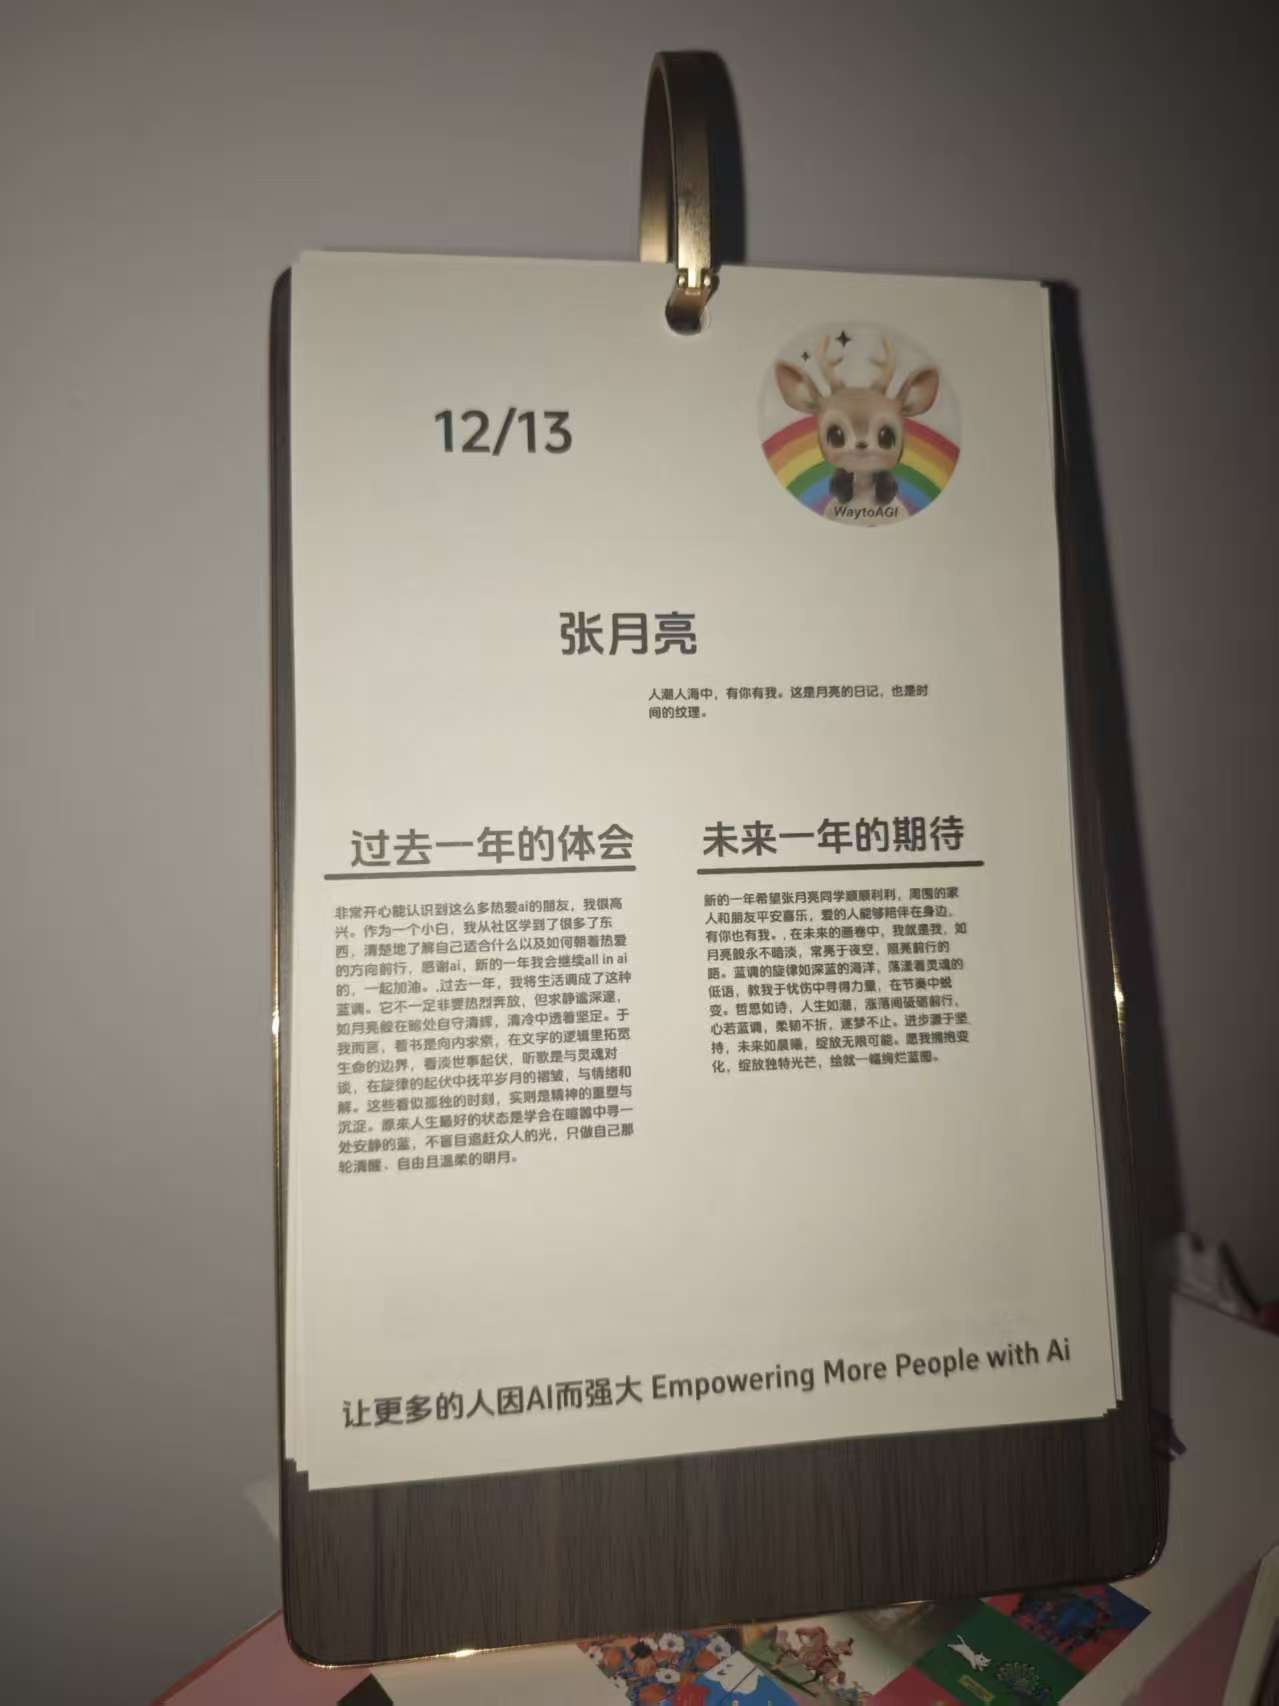 12/13
WaytoAGI
张月亮
人潮人海中，有你有我。这是月亮的日记，也是时
间的纹理。
过去一年的体会
非常开心能认识到这么多热爱ai的朋友，我很高
兴。作为一个小白，我从社区学到了很多了东
西，清楚地了解自己适合什么以及如何朝着热爱
的方向前行，感谢ai，新的一年我会继续all in ai
的，一起加油。,过去一年，我将生活调成了这种
蓝调。它不一定非要热烈奔放，但求静谧深邃，
如月亮般在暗处自守清辉，清冷中透着坚定。于
我而言，看书是向内求索，在文字的逻辑里拓宽
生命的边界，看淡世事起伏，听歌是与灵魂对
谈，在旋律的起伏中抚平岁月的褶皱，与情绪和
解。这些看似孤独的时刻，实则是精神的重塑与
沉淀。原来人生最好的状态是学会在喧嚣中寻一
处安静的蓝，不盲目追赶众人的光，只做自己那
轮清醒、自由且温柔的明月。
未来一年的期待
新的一年希望张月亮同学顺顺利利，周围的家
人和朋友平安喜乐，爱的人能够陪伴在身边，
有你也有我。,在未来的画卷中，我就是我，如
月亮般永不暗淡，常亮于夜空，照亮前行的
路。蓝调的旋律如深蓝的海洋，荡漾着灵魂的
低语，教我于忧伤中寻得力量，在节奏中蜕
变。哲思如诗，人生如潮，涨落间砥砺前行，
心若蓝调，柔韧不折，逐梦不止。进步源于坚
持，未来如晨曦，绽放无限可能。愿我拥抱变
化，绽放独特光芒，绘就一幅绚烂蓝图。
让更多的人因AI而强大 Empowering More People with Ai